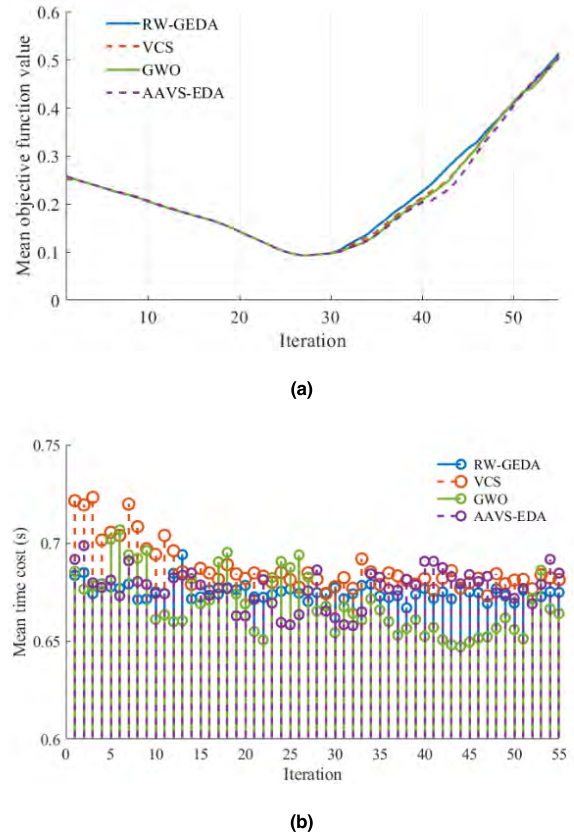 RW-GEDA
VCS
GWO
AAVS-EDA
Mean objective function value
0.6
0.5
0.4
0.3
0.2
0.1
0
10
20
30
40
50
Iteration
(a)
RW-GEDA
VCS
GWO
AAVS-EDA
Mean time cost (s)
0.75
0.7
0.65
0.6
0
5
10
15
20
25
30
35
40
45
50
55
Iteration
(b)